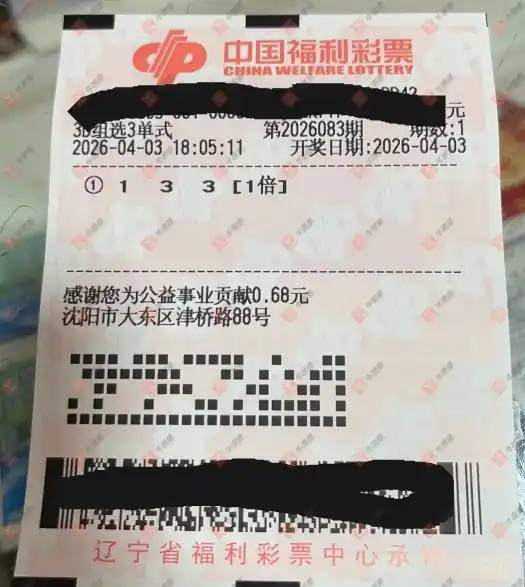 中国福利彩票
CHINA WELFARE LOTTERY
元
3D组选3单式 第2026083期 期数:1
2026-04-03 18:05:11 开奖日期:2026-04-03
① 1 3 3 [1倍]
感谢您为公益事业贡献0.68元
沈阳市大东区津桥路88号
辽宁省福利彩票中心承